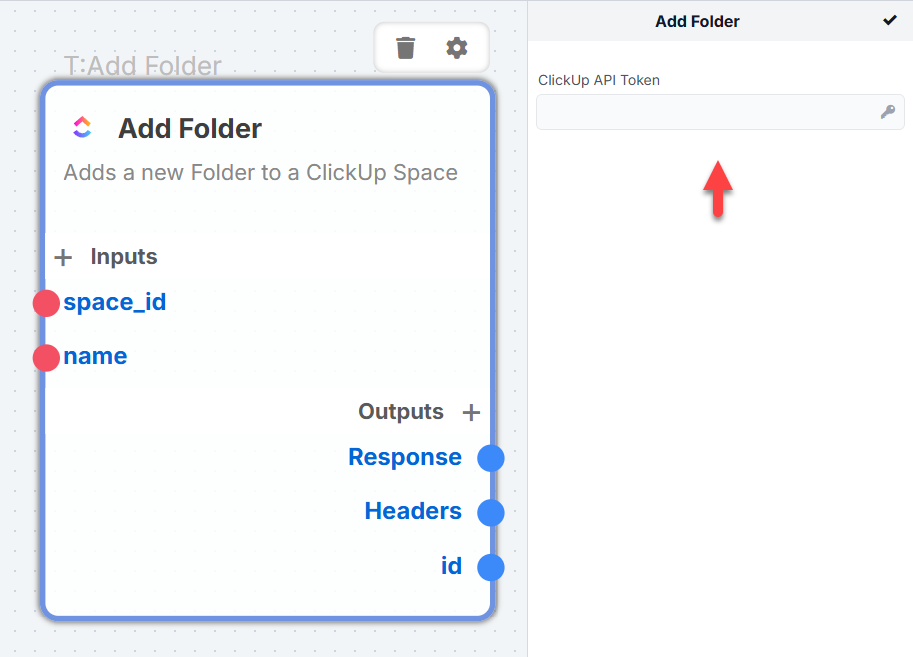 T:Add Folder
Add Folder
Adds a new Folder to a ClickUp Space
Inputs
space_id
name
Outputs
Response
Headers
id
Add Folder
ClickUp API Token